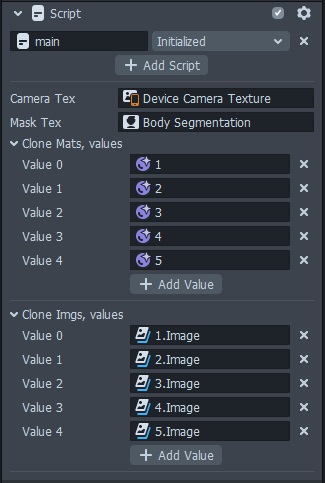 Script
main Initialized
+ Add Script
Camera Tex Device Camera Texture
Mask Tex Body Segmentation
Clone Mats, values
Value 0 1
Value 1 2
Value 2 3
Value 3 4
Value 4 5
+ Add Value
Clone Imgs, values
Value 0 1.Image
Value 1 2.Image
Value 2 3.Image
Value 3 4.Image
Value 4 5.Image
+ Add Value